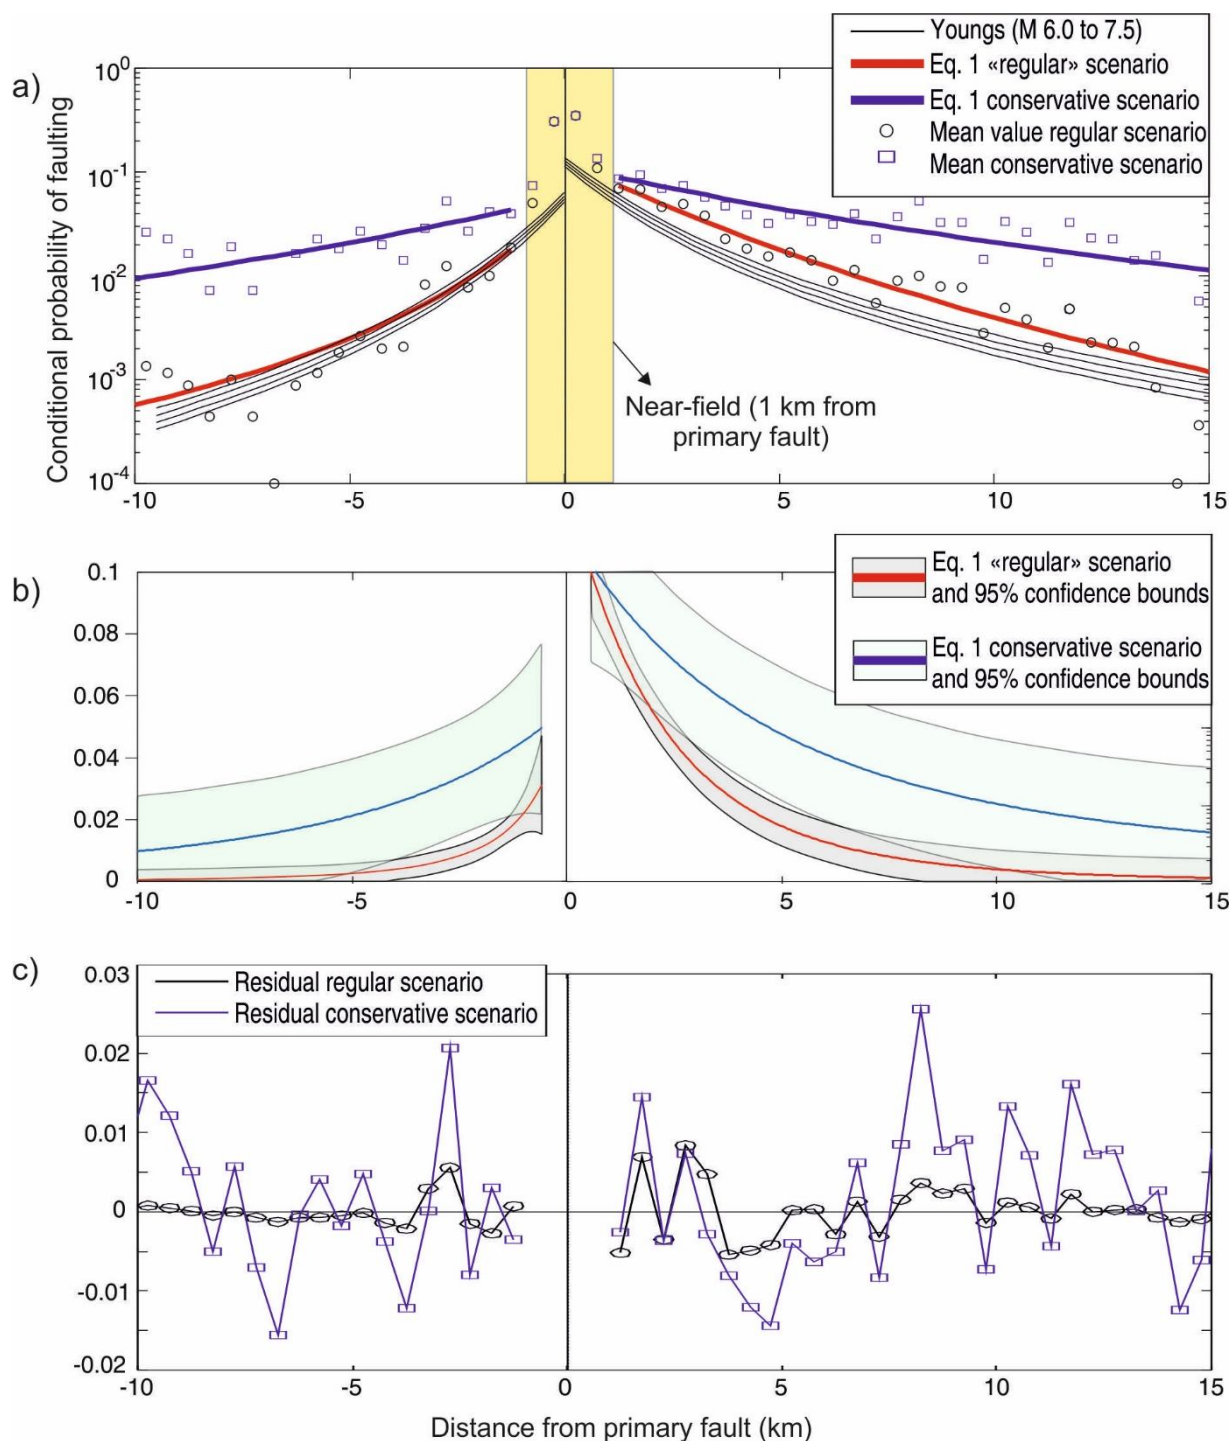 a)
Conditional probability of faulting
10^0
10^-1
10^-2
10^-3
10^-4
-10
-5
0
5
10
15
Youngs (M 6.0 to 7.5)
Eq. 1 «regular» scenario
Eq. 1 conservative scenario
Mean value regular scenario
Mean conservative scenario
Near-field (1 km from
primary fault)
b)
0.1
0.08
0.06
0.04
0.02
0
-10
-5
0
5
10
15
Eq. 1 «regular» scenario
and 95% confidence bounds
Eq. 1 conservative scenario
and 95% confidence bounds
c)
0.03
0.02
0.01
0
-0.01
-0.02
-10
-5
0
5
10
15
Residual regular scenario
Residual conservative scenario
Distance from primary fault (km)